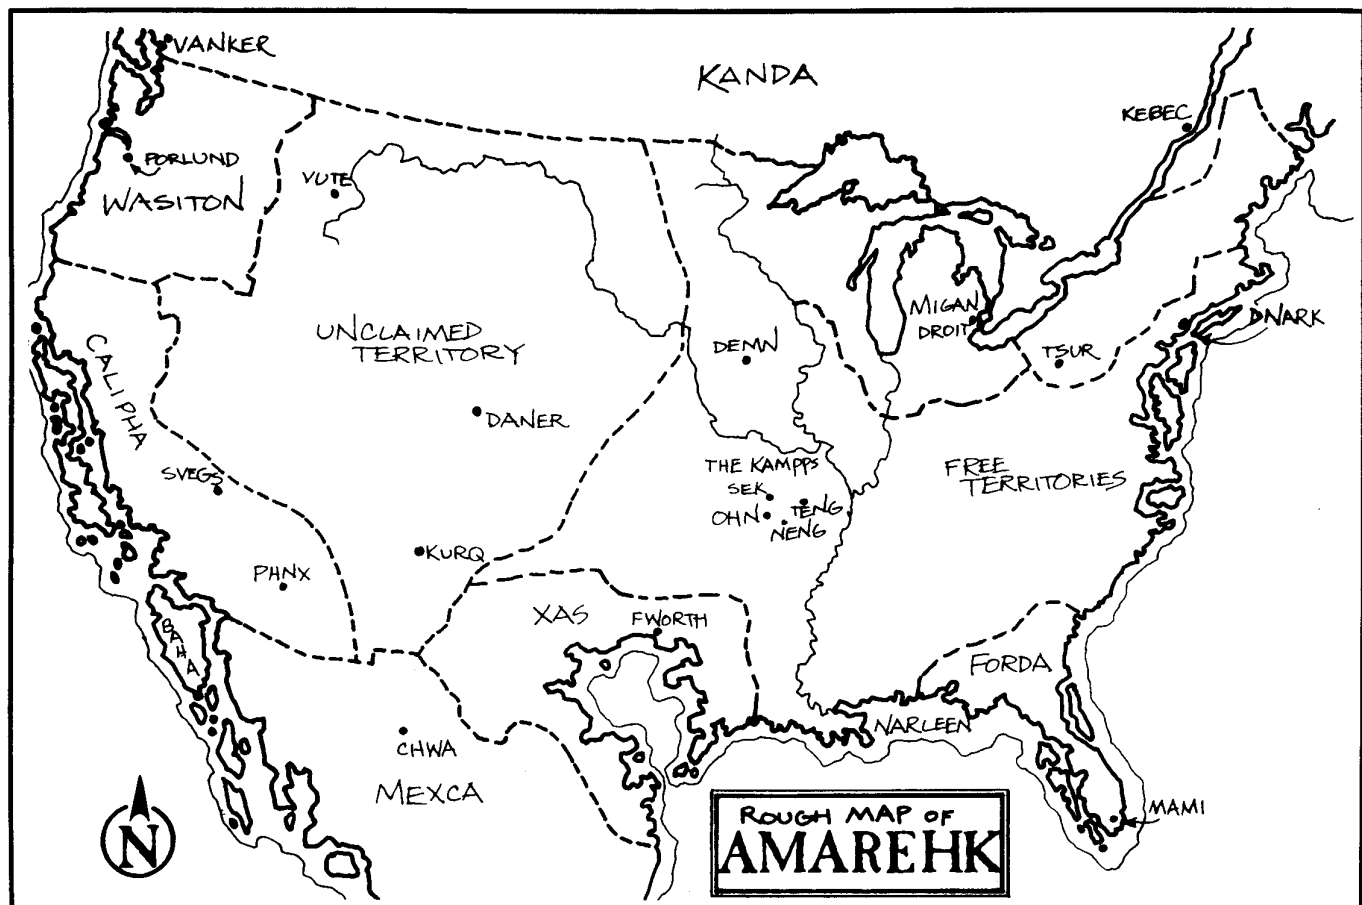 VANKER
KANDA
KEBEC
PORLUND
WASITON
VUTE
MIGAN
DROIT
DNARK
UNCLAIMED
TERRITORY
CALIPHA
DEMN
TSUR
DANER
SVEGS
THE KAMPPS
SEK
TENG
OHN
NENG
FREE
TERRITORIES
KURQ
PHNX
XAS
FWORTH
BAHA
FORDA
NARLEEN
CHWA
MEXCA
MAMI
N
ROUGH MAP OF
AMAREHK